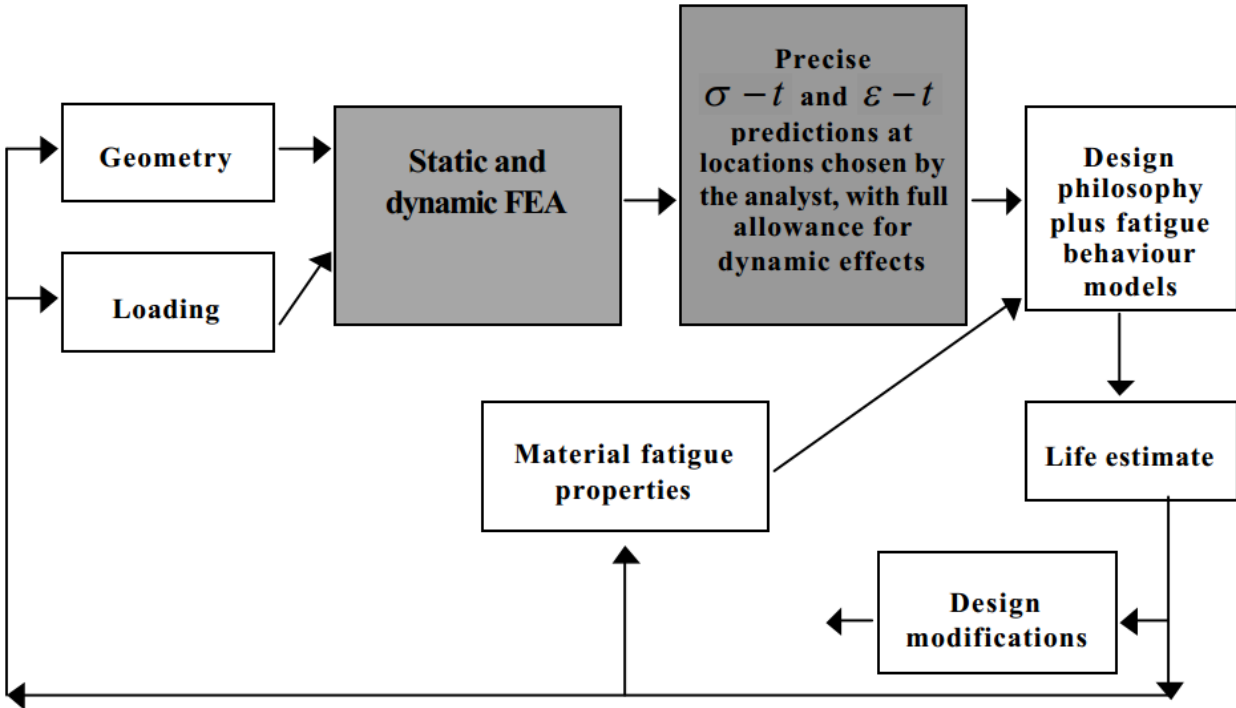 Geometry
Loading
Static and
dynamic FEA
Precise
σ – t and ε – t
predictions at
locations chosen by
the analyst, with full
allowance for
dynamic effects
Design
philosophy
plus fatigue
behaviour
models
Material fatigue
properties
Life estimate
Design
modifications